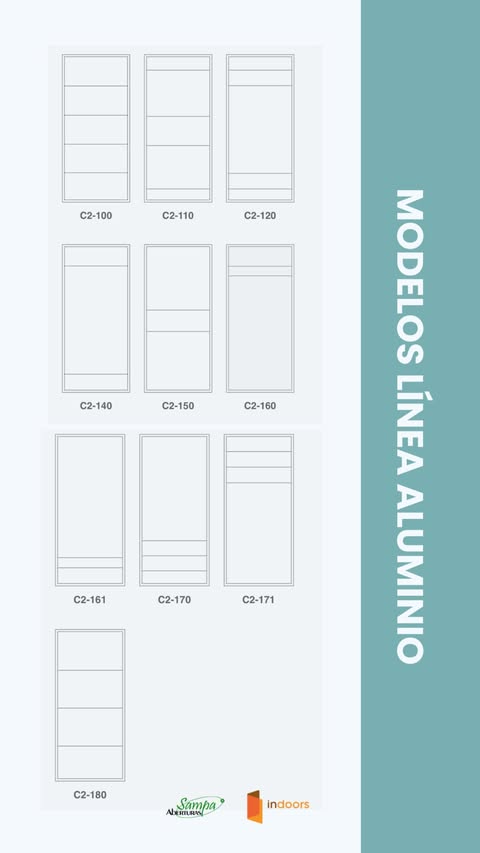 C2-100 C2-110 C2-120
C2-140 C2-150 C2-160
C2-161 C2-170 C2-171
C2-180
Sampa
ABERTURAS
indoors
MODELOS LÍNEA ALUMINIO